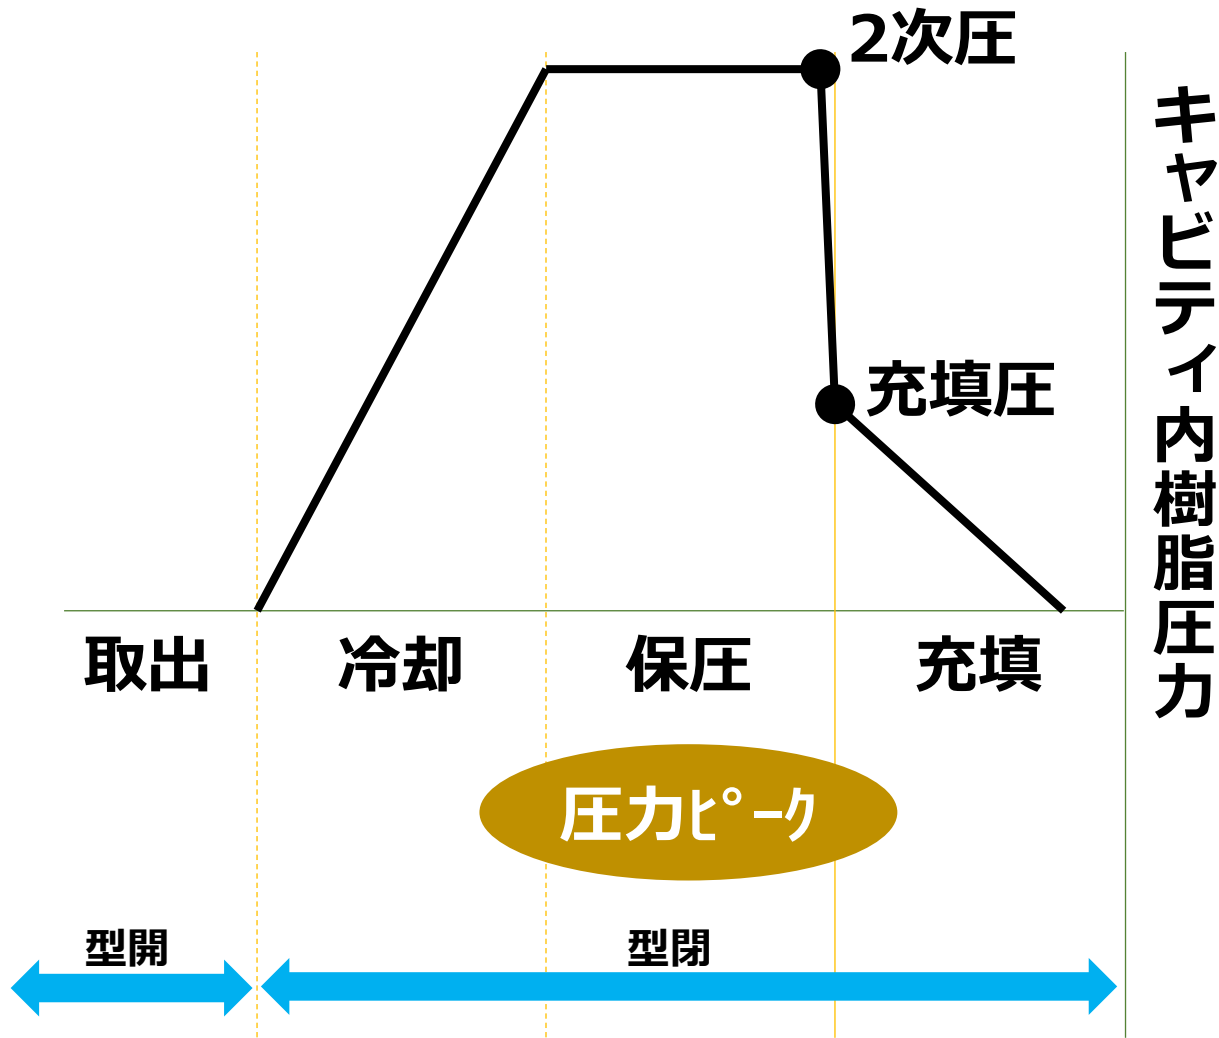 2次圧
キャビティ内樹脂圧力
充填圧
取出
冷却
保圧
充填
圧力ﾋﾟｰｸ
型開
型閉